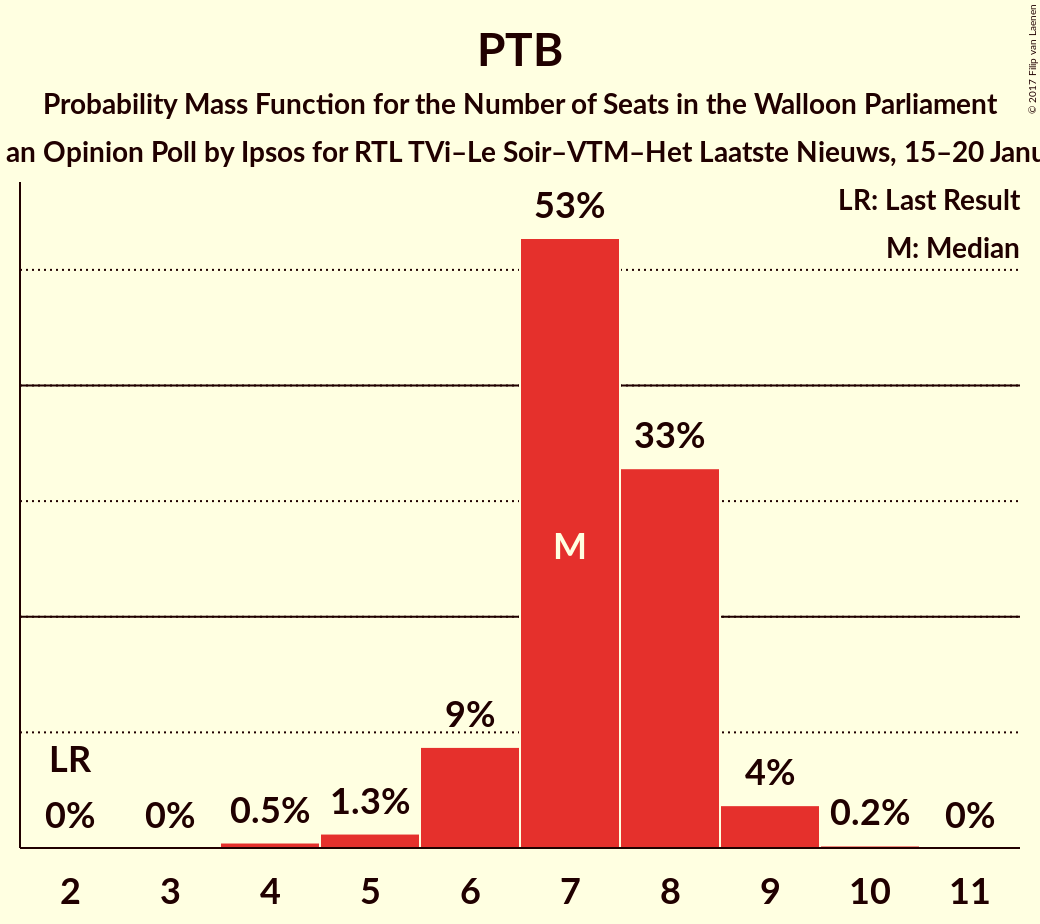 PTB
Probability Mass Function for the Number of Seats in the Walloon Parliament
an Opinion Poll by Ipsos for RTL TVi–Le Soir–VTM–Het Laatste Nieuws, 15–20 Janu
© 2017 Filip van Laenen
LR: Last Result
M: Median
53%
33%
M
9%
LR
4%
0% 0% 0.5% 1.3% 0.2% 0%
2 3 4 5 6 7 8 9 10 11